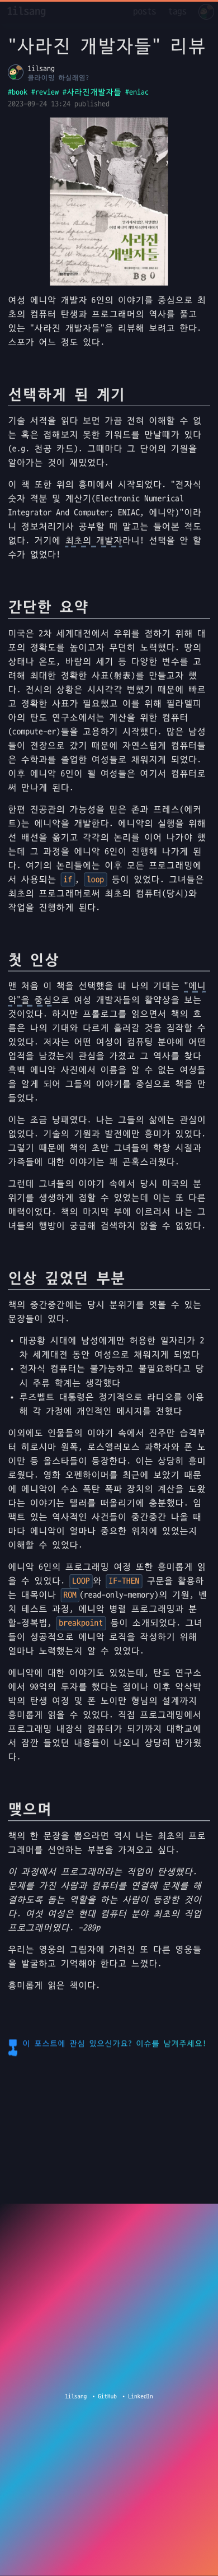 1ilsang
posts tags
"사라진 개발자들" 리뷰
1ilsang
클라이밍 하실래염?
#book #review #사라진개발자들 #eniac
2023-09-24 13:24 published
사라진
개발자들
여성 에니악 개발자 6인의 이야기를 중심으로 최
초의 컴퓨터 탄생과 프로그래머의 역사를 풀고
있는 "사라진 개발자들"을 리뷰해 보려고 한다.
스포가 어느 정도 있다.
선택하게 된 계기
기술 서적을 읽다 보면 가끔 전혀 이해할 수 없
는 혹은 접해보지 못한 키워드를 만날때가 있다
(e.g. 천공 카드). 그때마다 그 단어의 기원을
알아가는 것이 재밌었다.
이 책 또한 위의 흥미에서 시작되었다. "전자식
숫자 적분 및 계산기(Electronic Numerical
Integrator And Computer; ENIAC, 에니악)"이라
니 정보처리기사 공부할 때 말고는 들어본 적도
없다. 거기에 최초의 개발자라니! 선택을 안 할
수가 없었다!
간단한 요약
미국은 2차 세계대전에서 우위를 점하기 위해 대
포의 정확도를 높이고자 무던히 노력했다. 땅의
상태나 온도, 바람의 세기 등 다양한 변수를 고
려해 최대한 정확한 사표(射表)를 만들고자 했
다. 전시의 상황은 시시각각 변했기 때문에 빠르
고 정확한 사표가 필요했고 이를 위해 필라델피
아의 탄도 연구소에서는 계산을 위한 컴퓨터
(compute-er)들을 고용하기 시작했다. 많은 남성
들이 전장으로 갔기 때문에 자연스럽게 컴퓨터들
은 수학과를 졸업한 여성들로 채워지게 되었다.
이후 에니악 6인이 될 여성들은 여기서 컴퓨터로
써 만나게 된다.
한편 진공관의 가능성을 믿은 존과 프레스(에커
트)는 에니악을 개발한다. 에니악의 실행을 위해
선 배선을 옮기고 각각의 논리를 이어 나가야 했
는데 그 과정을 에니악 6인이 진행해 나가게 된
다. 여기의 논리들에는 이후 모든 프로그래밍에
서 사용되는 if, loop 등이 있었다. 그녀들은
최초의 프로그래머로써 최초의 컴퓨터(당시)와
작업을 진행하게 된다.
첫 인상
맨 처음 이 책을 선택했을 때 나의 기대는 "에니
악"을 중심으로 여성 개발자들의 활약상을 보는
것이었다. 하지만 프롤로그를 읽으면서 책의 흐
름은 나의 기대와 다르게 흘러갈 것을 짐작할 수
있었다. 저자는 어떤 여성이 컴퓨팅 분야에 어떤
업적을 남겼는지 관심을 가졌고 그 역사를 찾다
흑백 에니악 사진에서 이름을 알 수 없는 여성들
을 알게 되어 그들의 이야기를 중심으로 책을 만
들었다.
이는 조금 낭패였다. 나는 그들의 삶에는 관심이
없었다. 기술의 기원과 발전에만 흥미가 있었다.
그렇기 때문에 책의 초반 그녀들의 학창 시절과
가족들에 대한 이야기는 꽤 곤혹스러웠다.
그런데 그녀들의 이야기 속에서 당시 미국의 분
위기를 생생하게 접할 수 있었는데 이는 또 다른
매력이었다. 책의 마지막 부에 이르러서 나는 그
녀들의 행방이 궁금해 검색하지 않을 수 없었다.
인상 깊었던 부분
책의 중간중간에는 당시 분위기를 엿볼 수 있는
문장들이 있다.
• 대공황 시대에 남성에게만 허용한 일자리가 2
차 세계대전 동안 여성으로 채워지게 되었다
• 전자식 컴퓨터는 불가능하고 불필요하다고 당
시 주류 학계는 생각했다
• 루즈벨트 대통령은 정기적으로 라디오를 이용
해 각 가정에 개인적인 메시지를 전했다
이외에도 인물들의 이야기 속에서 진주만 습격부
터 히로시마 원폭, 로스앨러모스 과학자와 폰 노
이만 등 올스타들이 등장한다. 이는 상당히 흥미
로웠다. 영화 오펜하이머를 최근에 보았기 때문
에 에니악이 수소 폭탄 폭파 장치의 계산을 도왔
다는 이야기는 텔러를 떠올리기에 충분했다. 임
팩트 있는 역사적인 사건들이 중간중간 나올 때
마다 에니악이 얼마나 중요한 위치에 있었는지
이해할 수 있었다.
에니악 6인의 프로그래밍 여정 또한 흥미롭게 읽
을 수 있었다. LOOP와 IF-THEN 구문을 활용하
는 대목이나 ROM(read-only-memory)의 기원, 벤
치 테스트 과정, 에니악 병렬 프로그래밍과 분
할-정복법, breakpoint 등이 소개되었다. 그녀
들이 성공적으로 에니악 로직을 작성하기 위해
얼마나 노력했는지 알 수 있었다.
에니악에 대한 이야기도 있었는데, 탄도 연구소
에서 90억의 투자를 했다는 점이나 이후 악삭박
박의 탄생 여정 및 폰 노이만 형님의 설계까지
흥미롭게 읽을 수 있었다. 직접 프로그래밍에서
프로그래밍 내장식 컴퓨터가 되기까지 대학교에
서 잠깐 들었던 내용들이 나오니 상당히 반가웠
다.
맺으며
책의 한 문장을 뽑으라면 역시 나는 최초의 프로
그래머를 선언하는 부분을 가져오고 싶다.
이 과정에서 프로그래머라는 직업이 탄생했다.
문제를 가진 사람과 컴퓨터를 연결해 문제를 해
결하도록 돕는 역할을 하는 사람이 등장한 것이
다. 여섯 여성은 현대 컴퓨터 분야 최초의 직업
프로그래머였다. -289p
우리는 영웅의 그림자에 가려진 또 다른 영웅들
을 발굴하고 기억해야 한다고 느꼈다.
흥미롭게 읽은 책이다.
이 포스트에 관심 있으신가요? 이슈를 남겨주세요!
1ilsang • GitHub • LinkedIn